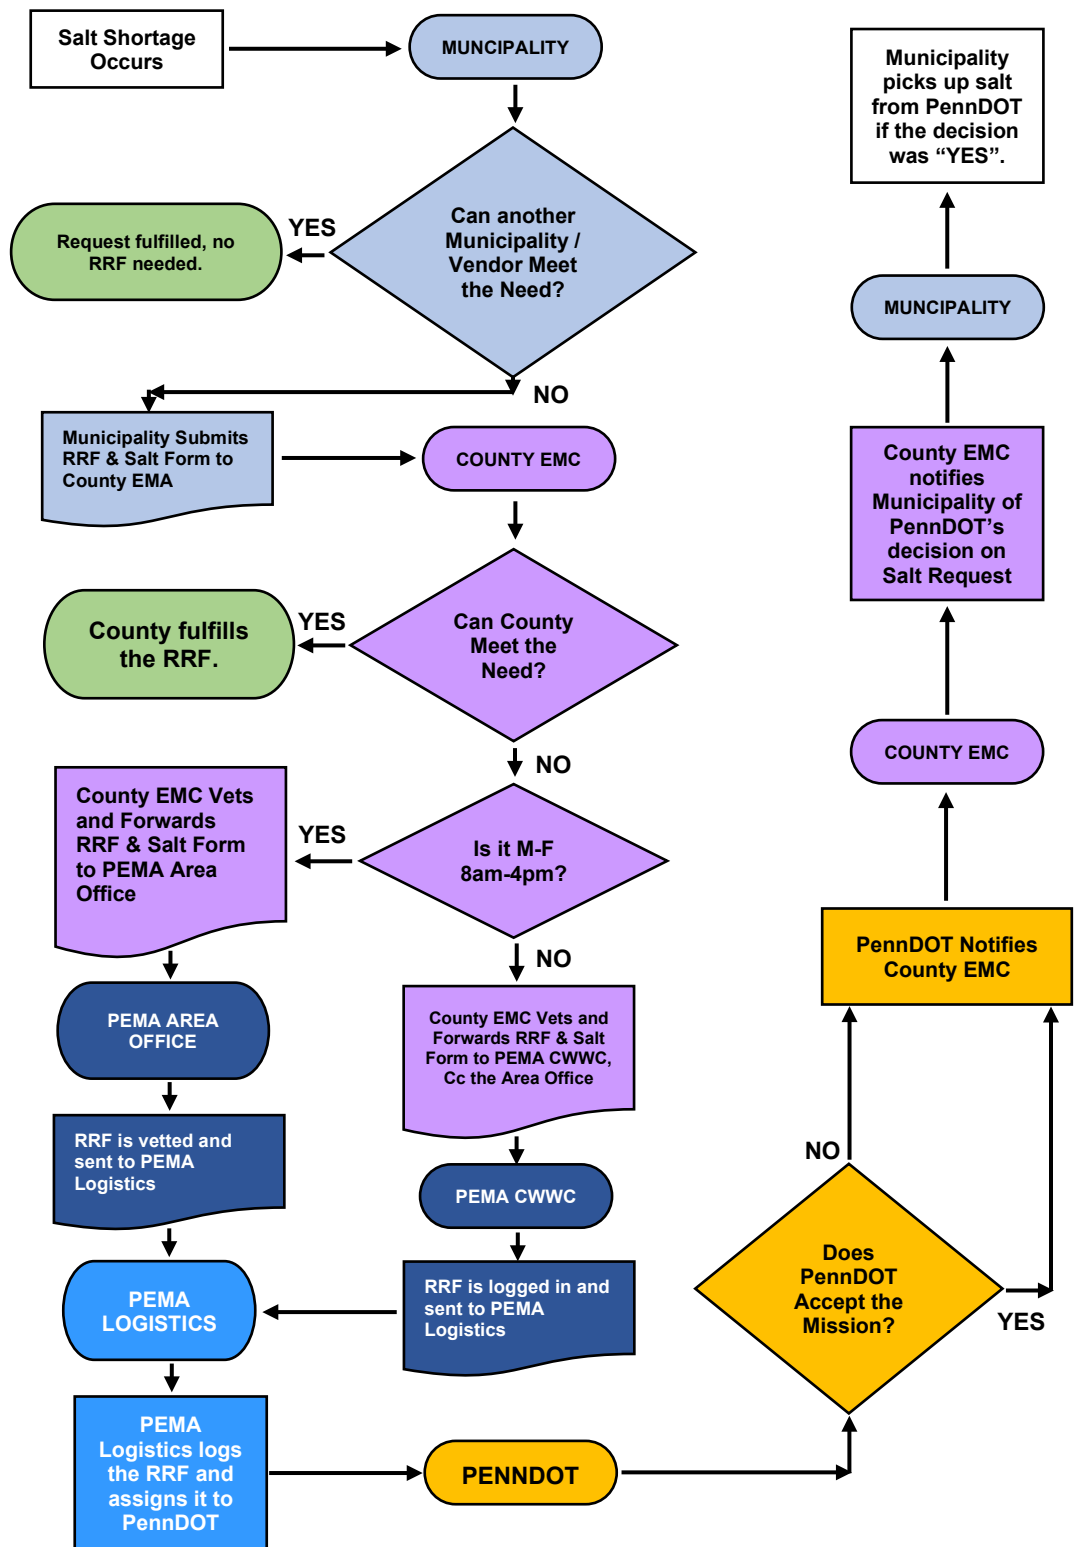 Salt Shortage
Occurs
MUNCIPALITY
Can another
Municipality /
Vendor Meet
the Need?
YES
Request fulfilled, no
RRF needed.
NO
Municipality Submits
RRF & Salt Form to
County EMA
COUNTY EMC
Can County
Meet the
Need?
YES
County fulfills
the RRF.
NO
Is it M-F
8am-4pm?
YES
County EMC Vets
and Forwards
RRF & Salt Form
to PEMA Area
Office
PEMA AREA
OFFICE
RRF is vetted and
sent to PEMA
Logistics
NO
County EMC Vets and
Forwards RRF & Salt
Form to PEMA CWWC,
Cc the Area Office
PEMA CWWC
RRF is logged in and
sent to PEMA
Logistics
PEMA
LOGISTICS
PEMA
Logistics logs
the RRF and
assigns it to
PennDOT
PENNDOT
Does
PennDOT
Accept the
Mission?
NO
YES
PennDOT Notifies
County EMC
COUNTY EMC
County EMC
notifies
Municipality of
PennDOT’s
decision on
Salt Request
MUNCIPALITY
Municipality
picks up salt
from PennDOT
if the decision
was “YES”.